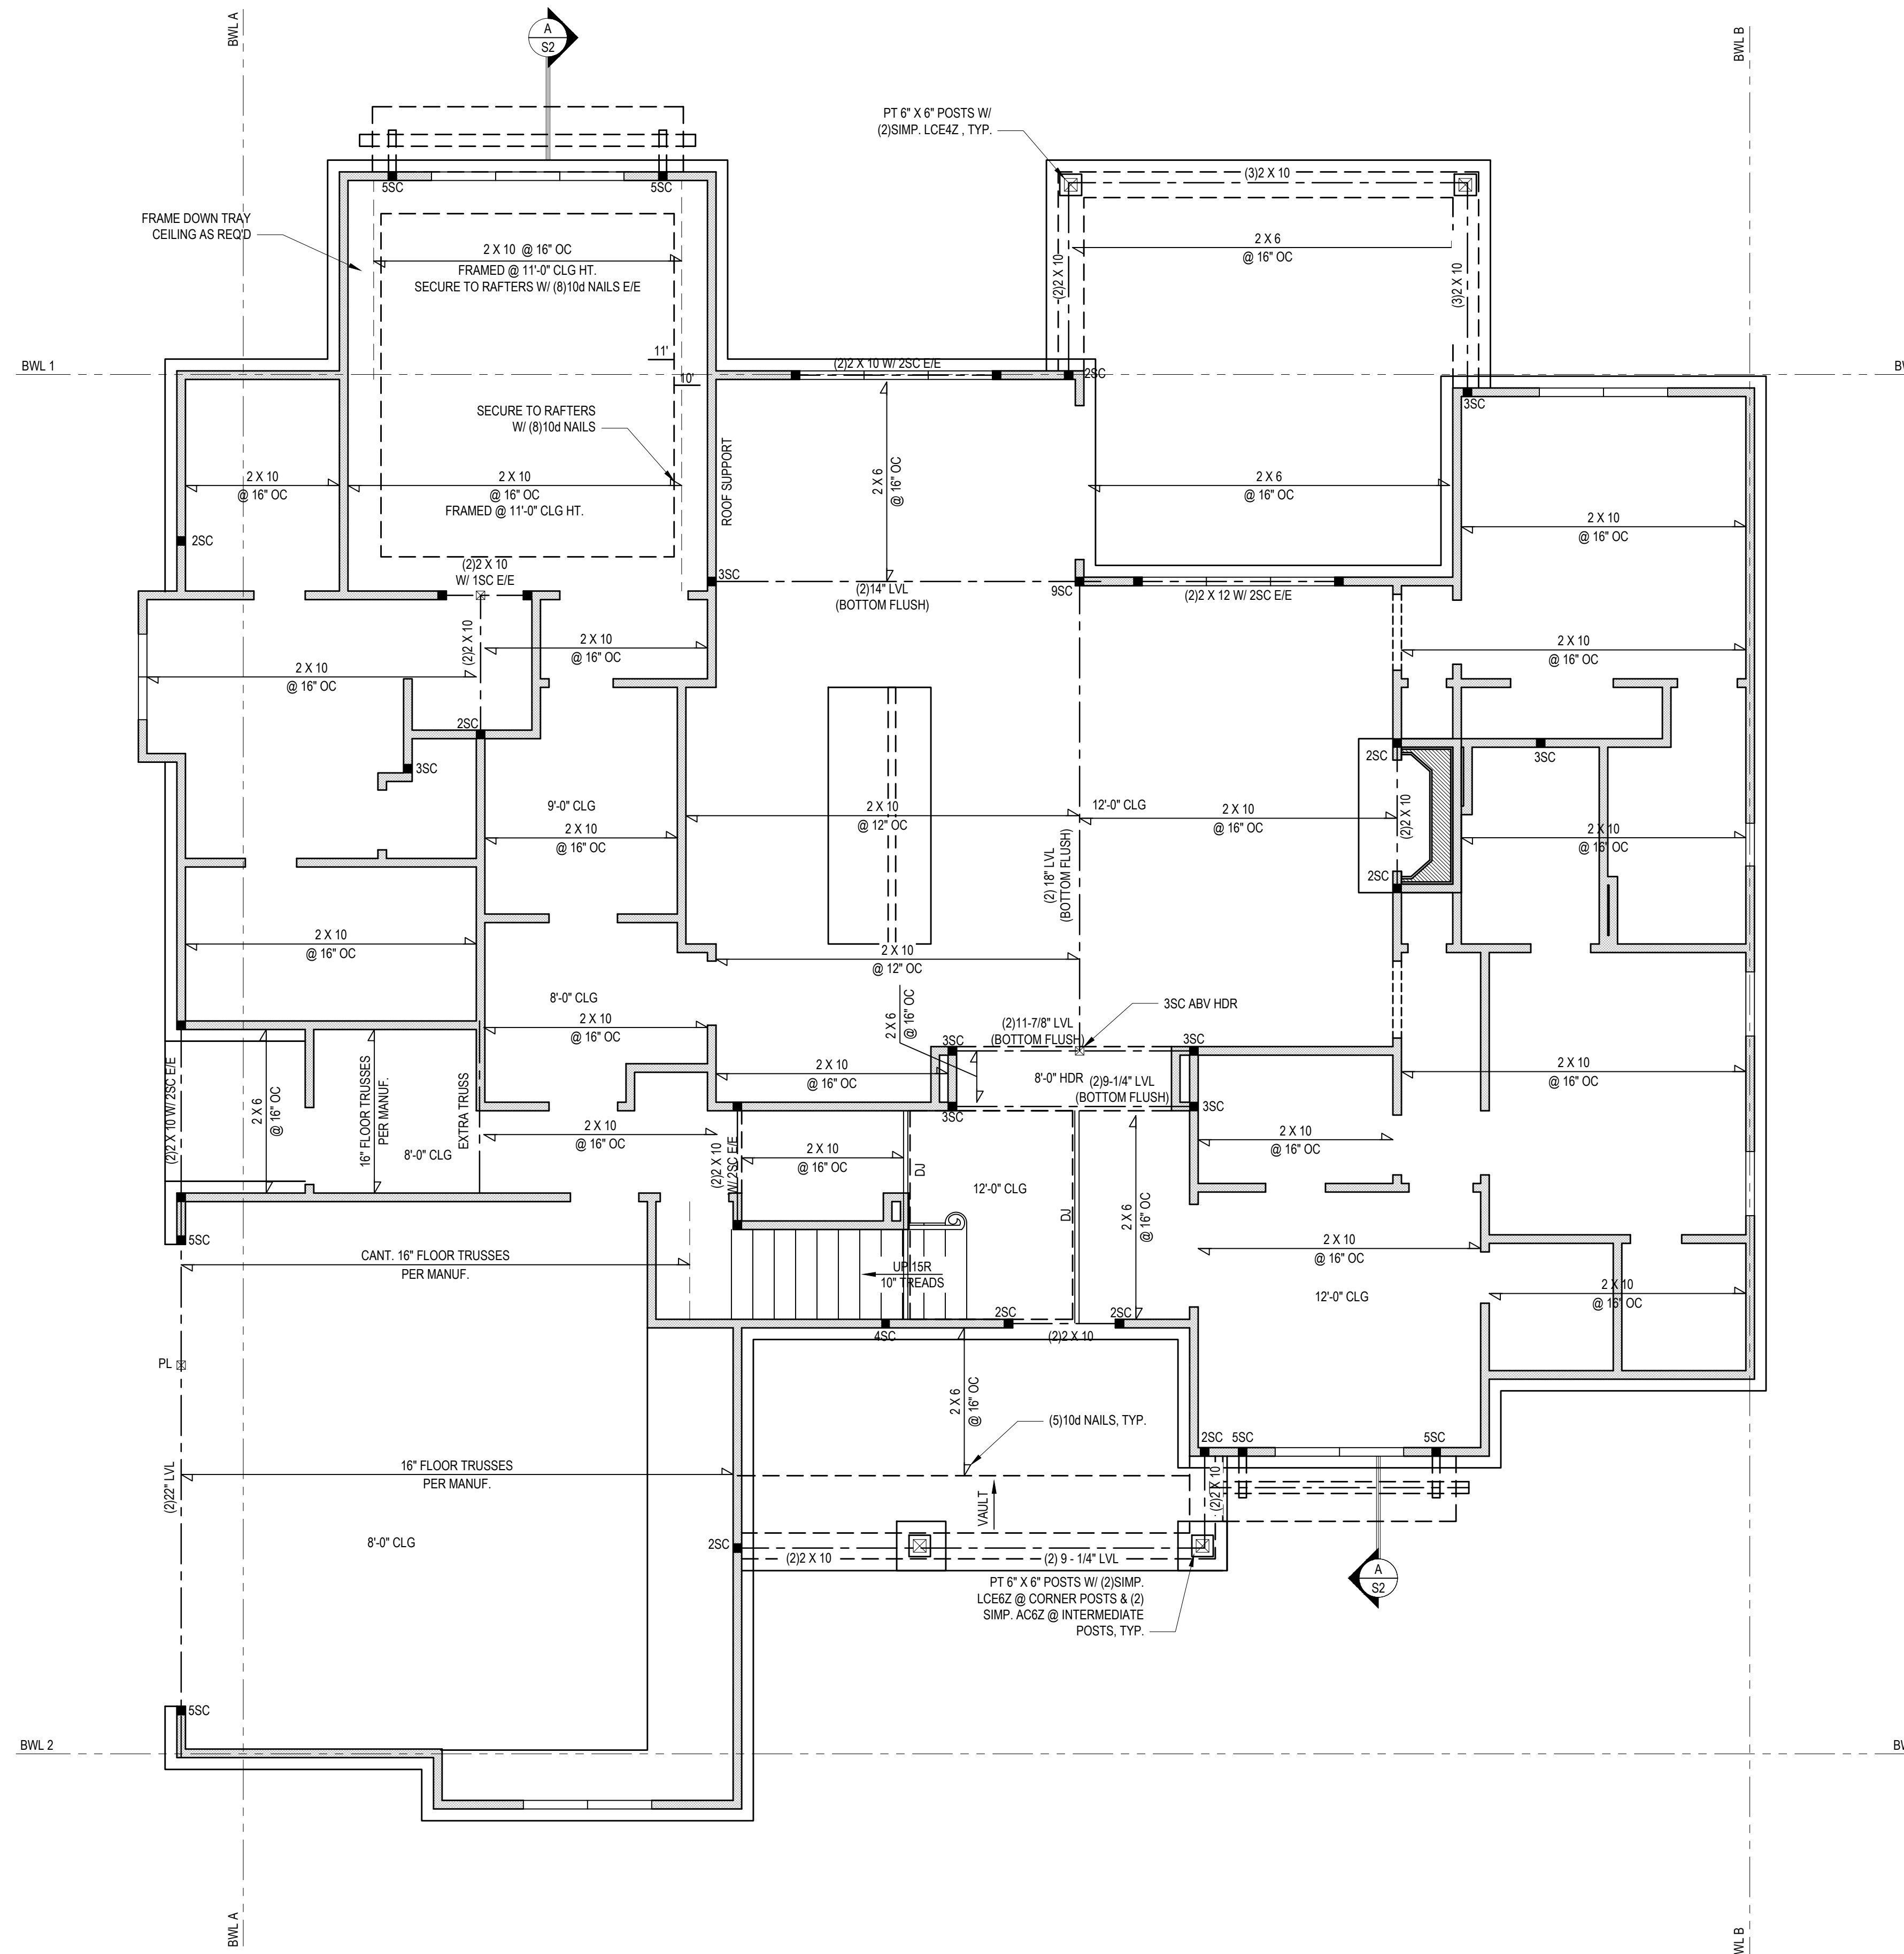 BWL A
A
S2
BWL B
PT 6" X 6" POSTS W/
(2)SIMP. LCE4Z , TYP.
(3)2 X 10
5SC
5SC
FRAME DOWN TRAY
CEILING AS REQ'D
2 X 10 @ 16" OC
FRAMED @ 11'-0" CLG HT.
SECURE TO RAFTERS W/ (8)10d NAILS E/E
2 X 6
@ 16" OC
(2)2 X 10
(3)2 X 10
11'
10'
BWL 1
(2)2 X 10 W/ 2SC E/E
2SC
3SC
SECURE TO RAFTERS
W/ (8)10d NAILS
ROOF SUPPORT
2 X 6
@ 16" OC
2 X 10
@ 16" OC
2 X 10
@ 16" OC
FRAMED @ 11'-0" CLG HT.
2 X 6
@ 16" OC
2 X 10
@ 16" OC
2SC
(2)2 X 10
W/ 1SC E/E
3SC
(2)14" LVL
(BOTTOM FLUSH)
9SC
(2)2 X 12 W/ 2SC E/E
(2)2 X 10
2 X 10
@ 16" OC
2 X 10
@ 16" OC
2 X 10
@ 16" OC
2SC
3SC
2SC
3SC
9'-0" CLG
2 X 10
@ 16" OC
2 X 10
@ 12" OC
12'-0" CLG
2 X 10
@ 16" OC
(2)2 X 10
2 X 10
@ 16" OC
2SC
(2) 18" LVL
(BOTTOM FLUSH)
2 X 10
@ 16" OC
2 X 10
@ 12" OC
8'-0" CLG
2 X 10
@ 16" OC
2 X 6
@ 16" OC
3SC ABV HDR
(2)11-7/8" LVL
(BOTTOM FLUSH)
3SC
3SC
(2)2 X 10 W/ 2SC E/E
2 X 6
@ 16" OC
16" FLOOR TRUSSES
PER MANUF.
8'-0" CLG
EXTRA TRUSS
2 X 10
@ 16" OC
8'-0" HDR
(2)9-1/4" LVL
(BOTTOM FLUSH)
3SC
3SC
2 X 10
@ 16" OC
2 X 10
@ 16" OC
(2)2 X 10
W/ 2SC E/E
2 X 10
@ 16" OC
DJ
12'-0" CLG
DJ
2 X 6
@ 16" OC
2 X 10
@ 16" OC
5SC
CANT. 16" FLOOR TRUSSES
PER MANUF.
UP 15R
10" TREADS
2 X 10
@ 16" OC
12'-0" CLG
2 X 10
@ 16" OC
4SC
2SC
2SC
(2)2 X 10
PL
2 X 6
@ 16" OC
(5)10d NAILS, TYP.
2SC
5SC
5SC
(2)22" LVL
16" FLOOR TRUSSES
PER MANUF.
VAULT
(2)2 X 10
8'-0" CLG
2SC
(2)2 X 10
(2) 9 - 1/4" LVL
A
S2
PT 6" X 6" POSTS W/ (2)SIMP.
LCE6Z @ CORNER POSTS & (2)
SIMP. AC6Z @ INTERMEDIATE
POSTS, TYP.
5SC
BWL 2
BWL A